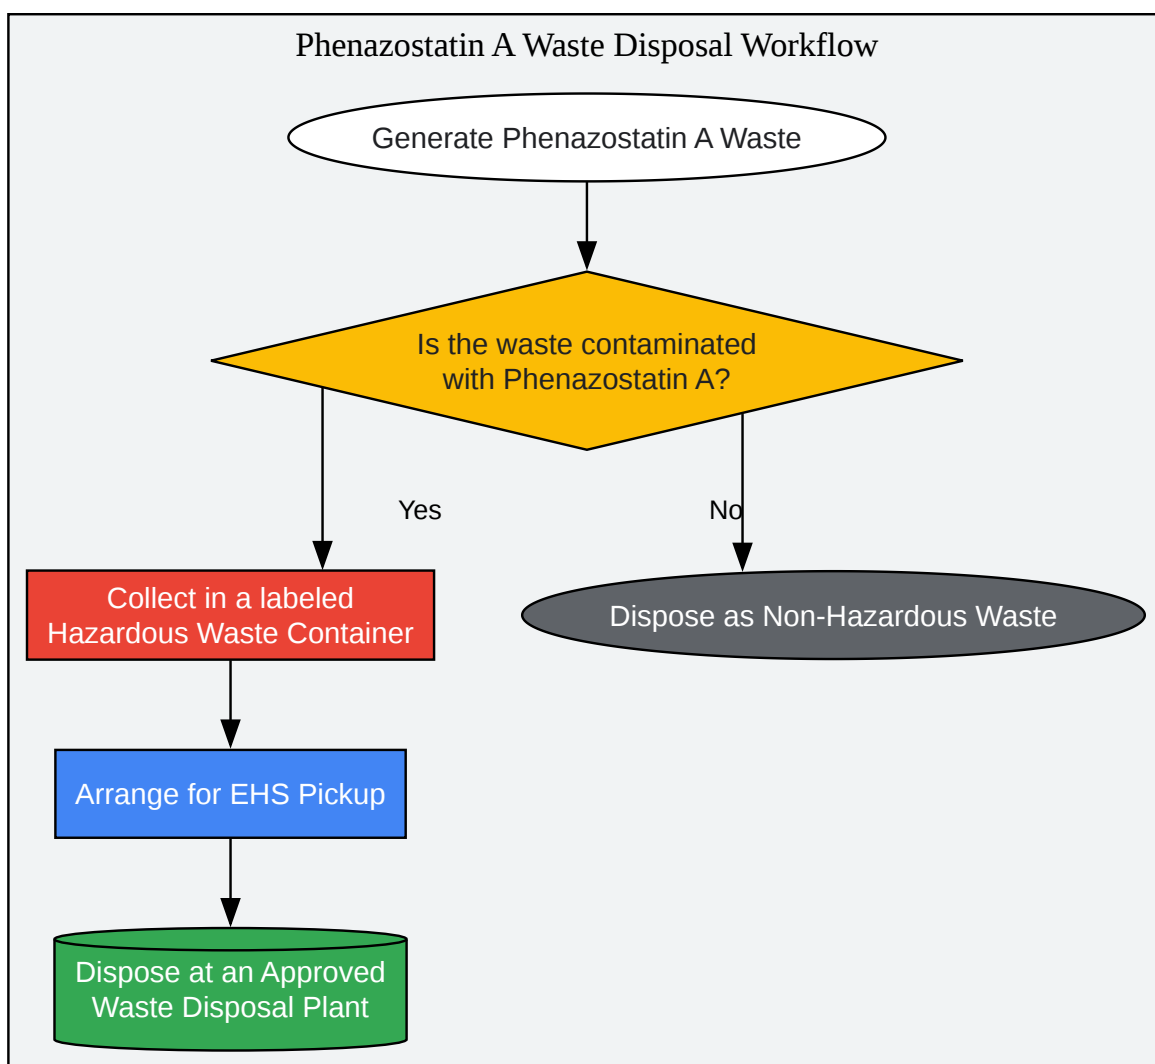 Phenazostatin A Waste Disposal Workflow
Generate Phenazostatin A Waste
Is the waste contaminated
with Phenazostatin A?
Yes
No
Collect in a labeled
Hazardous Waste Container
Dispose as Non-Hazardous Waste
Arrange for EHS Pickup
Dispose at an Approved
Waste Disposal Plant